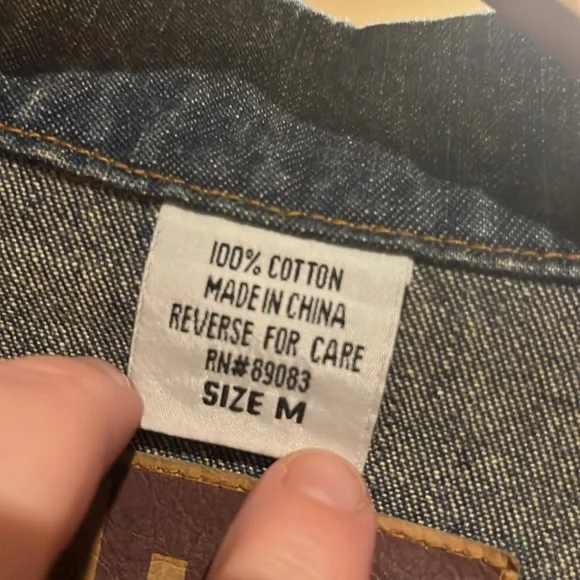 100% COTTON
MADE IN CHINA
REVERSE FOR CARE
RN#89083
SIZE M